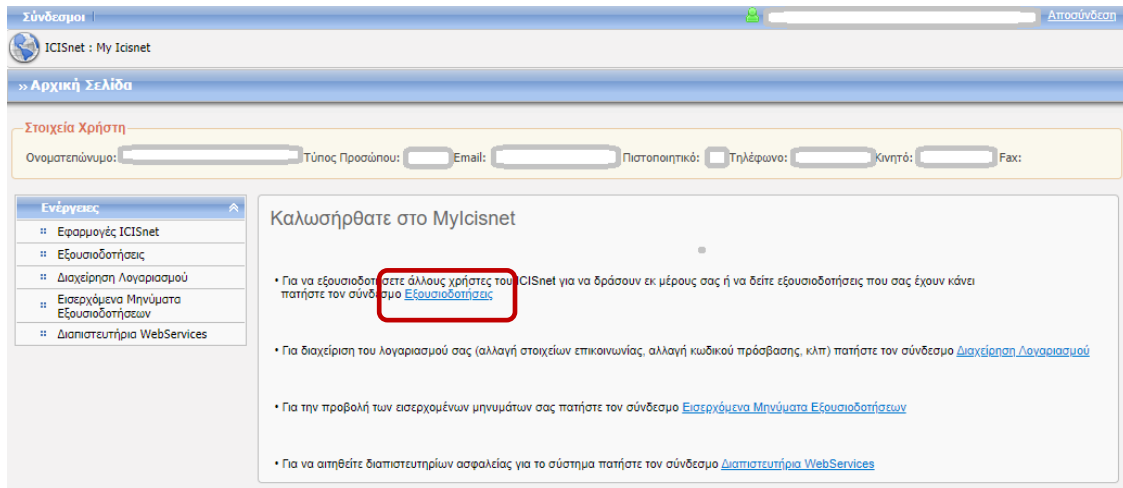 Σύνδεσμοι
Αποσύνδεση
ICISnet : My Icisnet
» Αρχική Σελίδα
Στοιχεία Χρήστη
Ονοματεπώνυμο: Τύπος Προσώπου: Email: Πιστοποιητικό: Τηλέφωνο: Κινητό: Fax:
Ενέργειες
Εφαρμογές ICISnet
Εξουσιοδοτήσεις
Διαχείρηση Λογαριασμού
Εισερχόμενα Μηνύματα
Εξουσιοδοτήσεων
Διαπιστευτήρια WebServices
Καλωσήρθατε στο MyIcisnet
• Για να εξουσιοδοτήσετε άλλους χρήστες του ICISnet για να δράσουν εκ μέρους σας ή να δείτε εξουσιοδοτήσεις που σας έχουν κάνει
πατήστε τον σύνδεσμο Εξουσιοδοτήσεις
• Για διαχείριση του λογαριασμού σας (αλλαγή στοιχείων επικοινωνίας, αλλαγή κωδικού πρόσβασης, κλπ) πατήστε τον σύνδεσμο Διαχείρηση Λογαριασμού
• Για την προβολή των εισερχομένων μηνυμάτων σας πατήστε τον σύνδεσμο Εισερχόμενα Μηνύματα Εξουσιοδοτήσεων
• Για να αιτηθείτε διαπιστευτηρίων ασφαλείας για το σύστημα πατήστε τον σύνδεσμο Διαπιστευτήρια WebServices